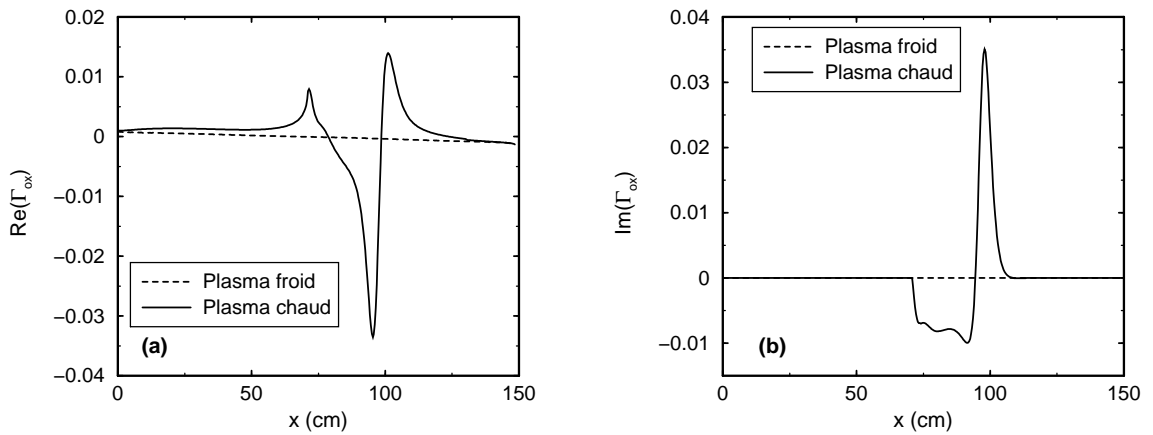 0.02
0.01
0
−0.01
−0.02
−0.03
−0.04
Re(Γox)
Plasma froid
Plasma chaud
(a)
0
50
100
150
x (cm)
0.04
0.03
0.02
0.01
0
−0.01
Im(Γox)
Plasma froid
Plasma chaud
(b)
0
50
100
150
x (cm)